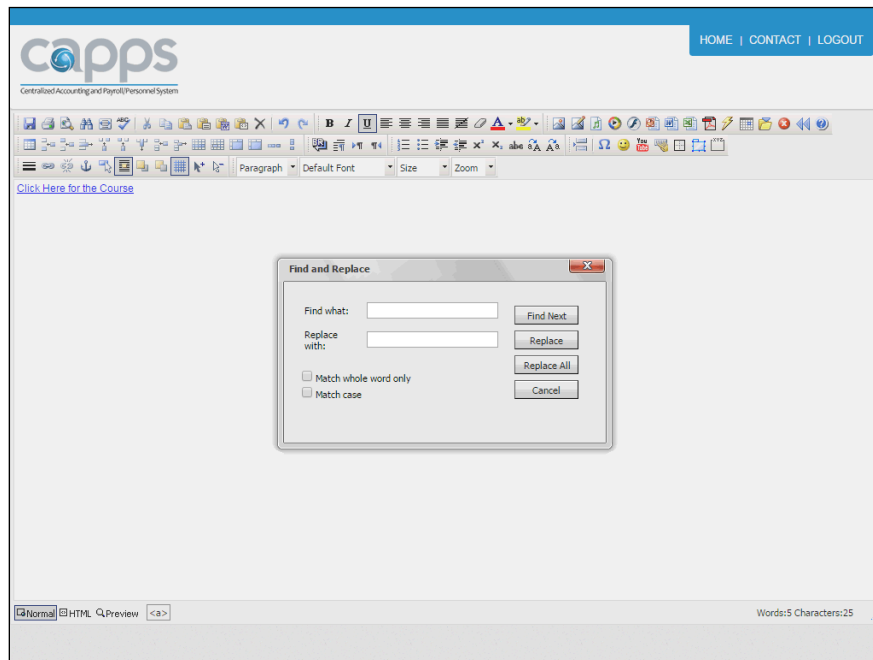 HOME | CONTACT | LOGOUT
capps
Centralized Accounting and Payroll/Personnel System
B I U A ab
Paragraph Default Font Size Zoom
Click Here for the Course
Find and Replace
Find what:
Find Next
Replace with:
Replace
Replace All
Match whole word only
Cancel
Match case
Normal HTML Preview <a> Words:5 Characters:25